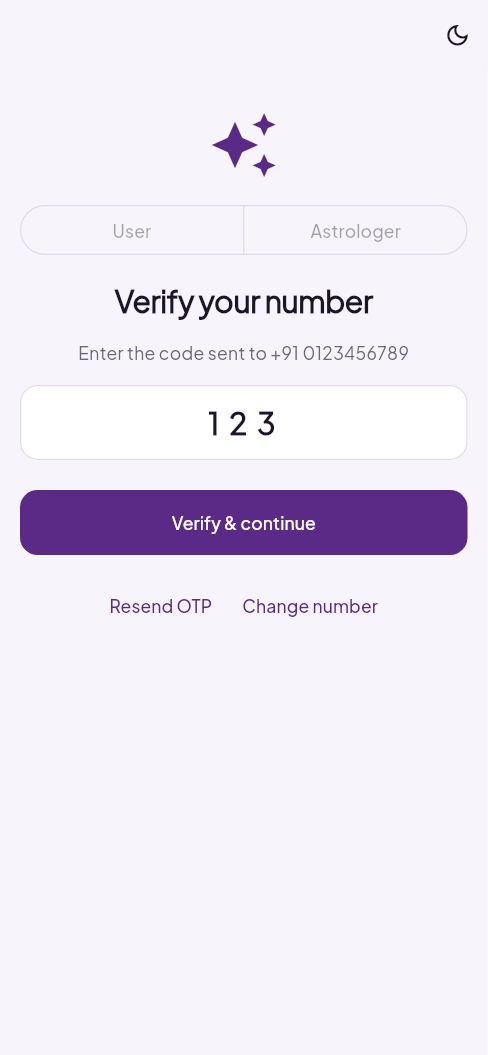 User
Astrologer
Verify your number
Enter the code sent to +91 0123456789
1 2 3
Verify & continue
Resend OTP
Change number